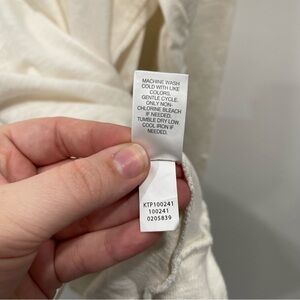 MACHINE WASH
COLD WITH LIKE
COLORS.
GENTLE CYCLE.
ONLY NON-
CHLORINE BLEACH
IF NEEDED.
TUMBLE DRY LOW.
COOL IRON IF
NEEDED.
KTP100241
100241
0205839